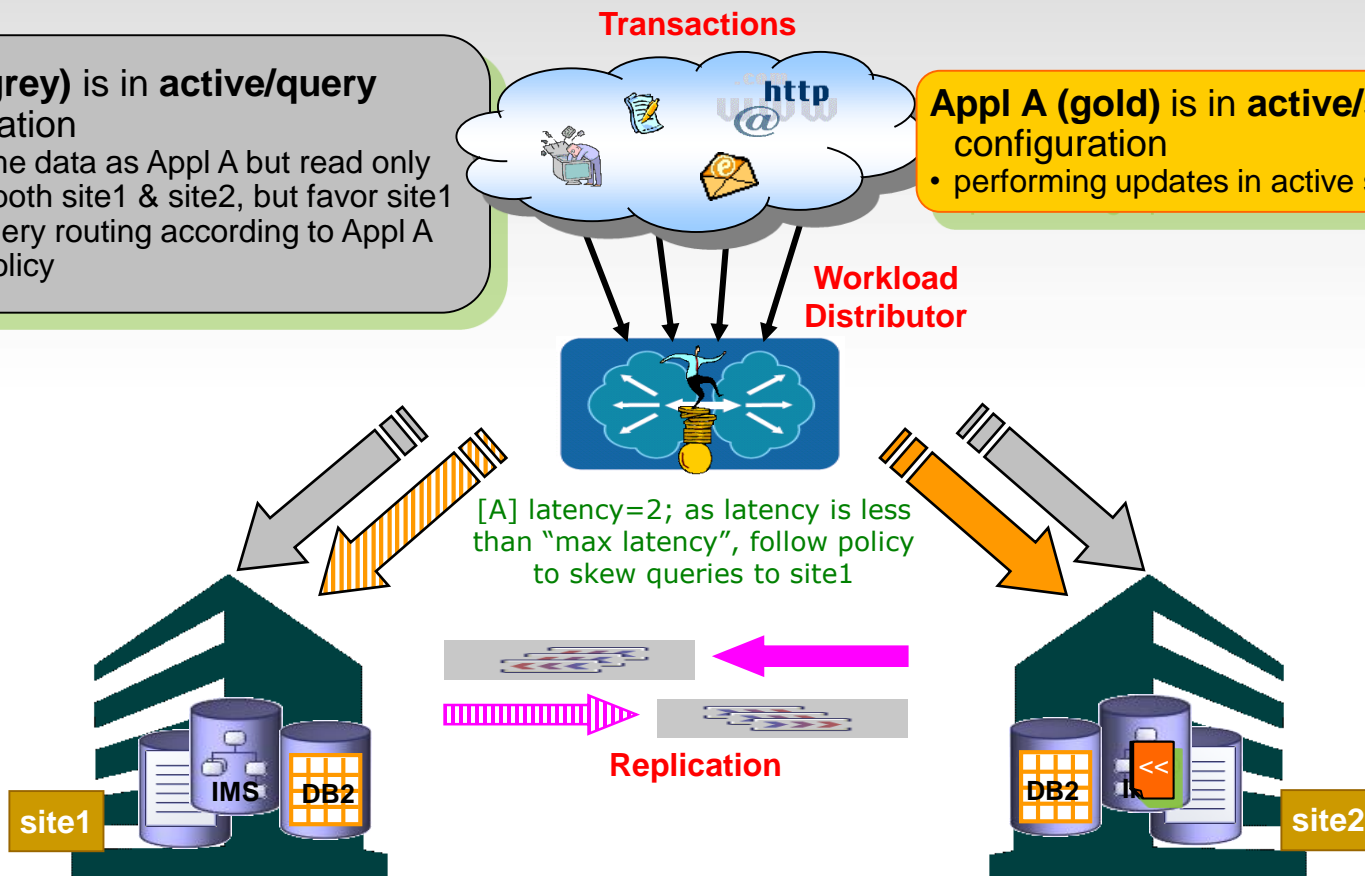 Transactions
grey) is in active/query
ation
ne data as Appl A but read only
both site1 & site2, but favor site1
ery routing according to Appl A
olicy
http
@
Appl A (gold) is in active/
configuration
• performing updates in active
Workload
Distributor
[A] latency=2; as latency is less
than “max latency”, follow policy
to skew queries to site1
Replication
IMS
DB2
site1
DB2
<<
site2